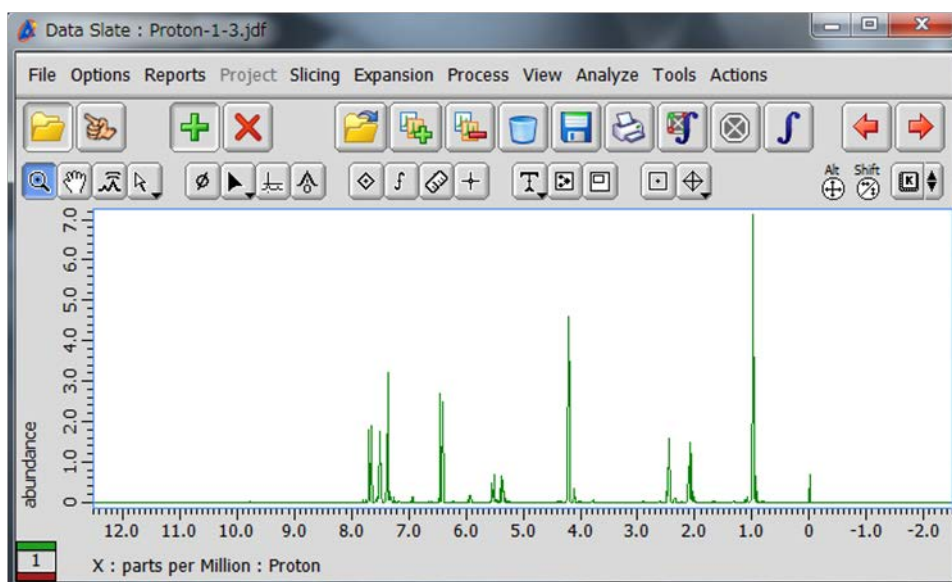 Data Slate : Proton-1-3.jdf
File Options Reports Project Slicing Expansion Process View Analyze Tools Actions
Alt Shift
K
7.0
6.0
5.0
4.0
3.0
2.0
1.0
0
abundance
12.0 11.0 10.0 9.0 8.0 7.0 6.0 5.0 4.0 3.0 2.0 1.0 0 -1.0 -2.0
1
X : parts per Million : Proton